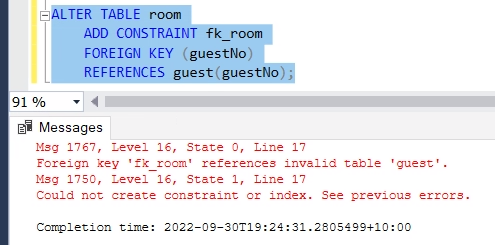 ALTER TABLE room
ADD CONSTRAINT fk_room
FOREIGN KEY (guestNo)
REFERENCES guest(guestNo);
91 %
Messages
Msg 1767, Level 16, State 0, Line 17
Foreign key 'fk_room' references invalid table 'guest'.
Msg 1750, Level 16, State 1, Line 17
Could not create constraint or index. See previous errors.
Completion time: 2022-09-30T19:24:31.2805499+10:00